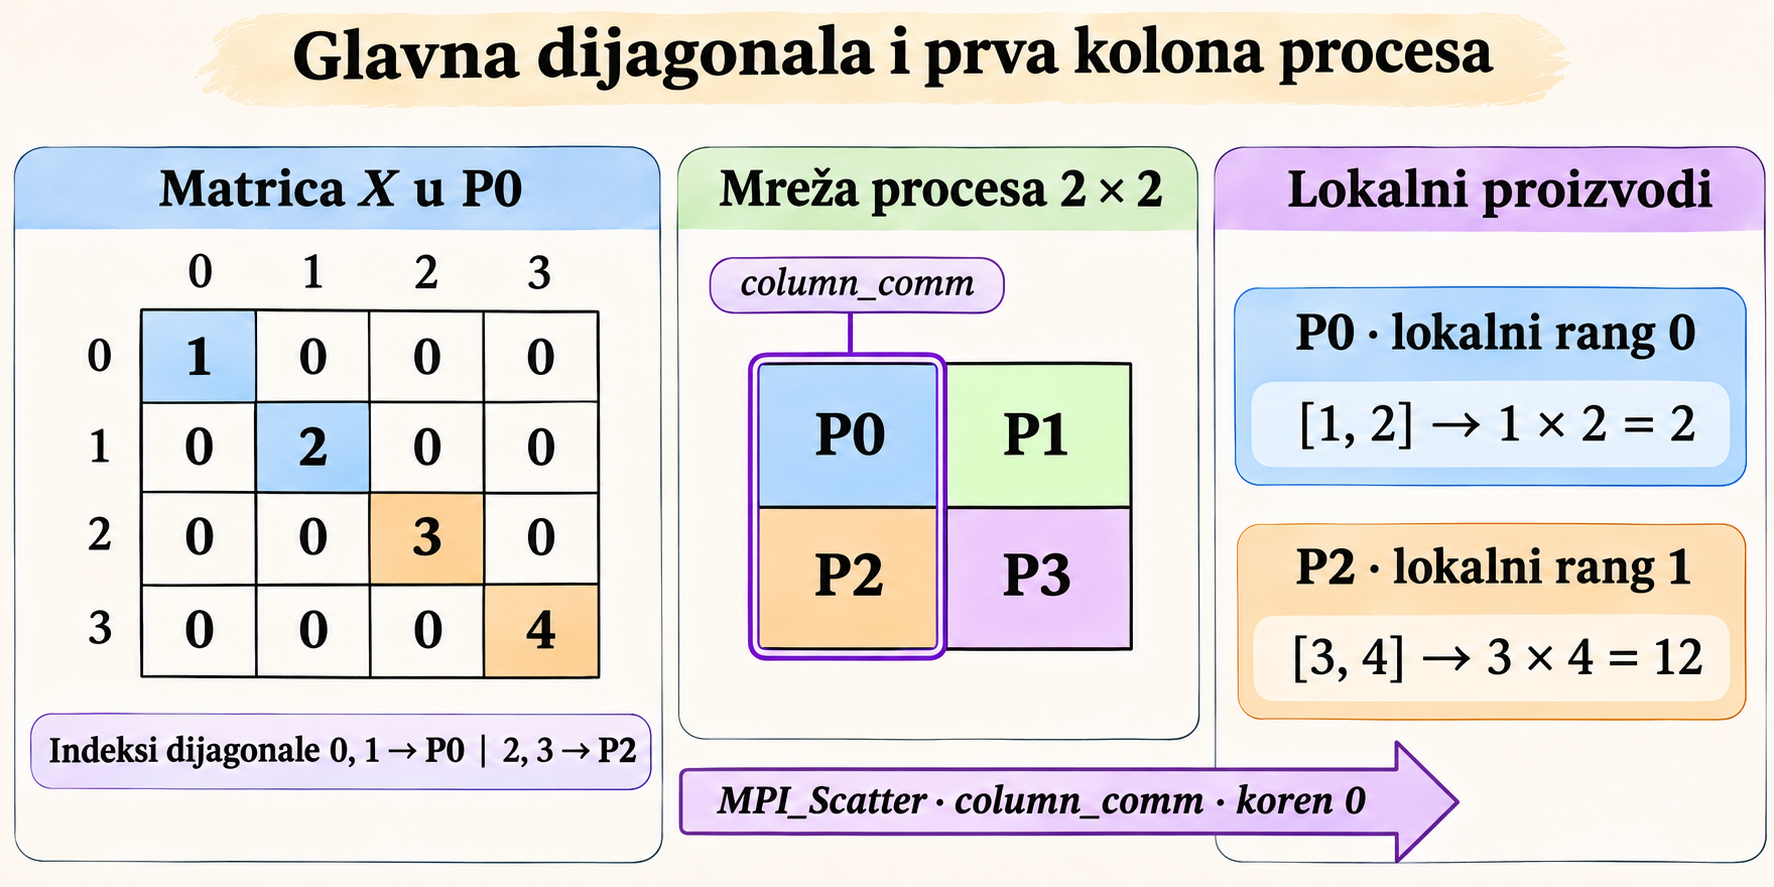 Glavna dijagonala i prva kolona procesa
Matrica X u P0
0 1 2 3
0 1 0 0 0
1 0 2 0 0
2 0 0 3 0
3 0 0 0 4
Indeksi dijagonale 0, 1 → P0 | 2, 3 → P2
Mreža procesa 2 × 2
column_comm
P0 P1
P2 P3
Lokalni proizvodi
P0 · lokalni rang 0
[1, 2] → 1 × 2 = 2
P2 · lokalni rang 1
[3, 4] → 3 × 4 = 12
MPI_Scatter · column_comm · koren 0